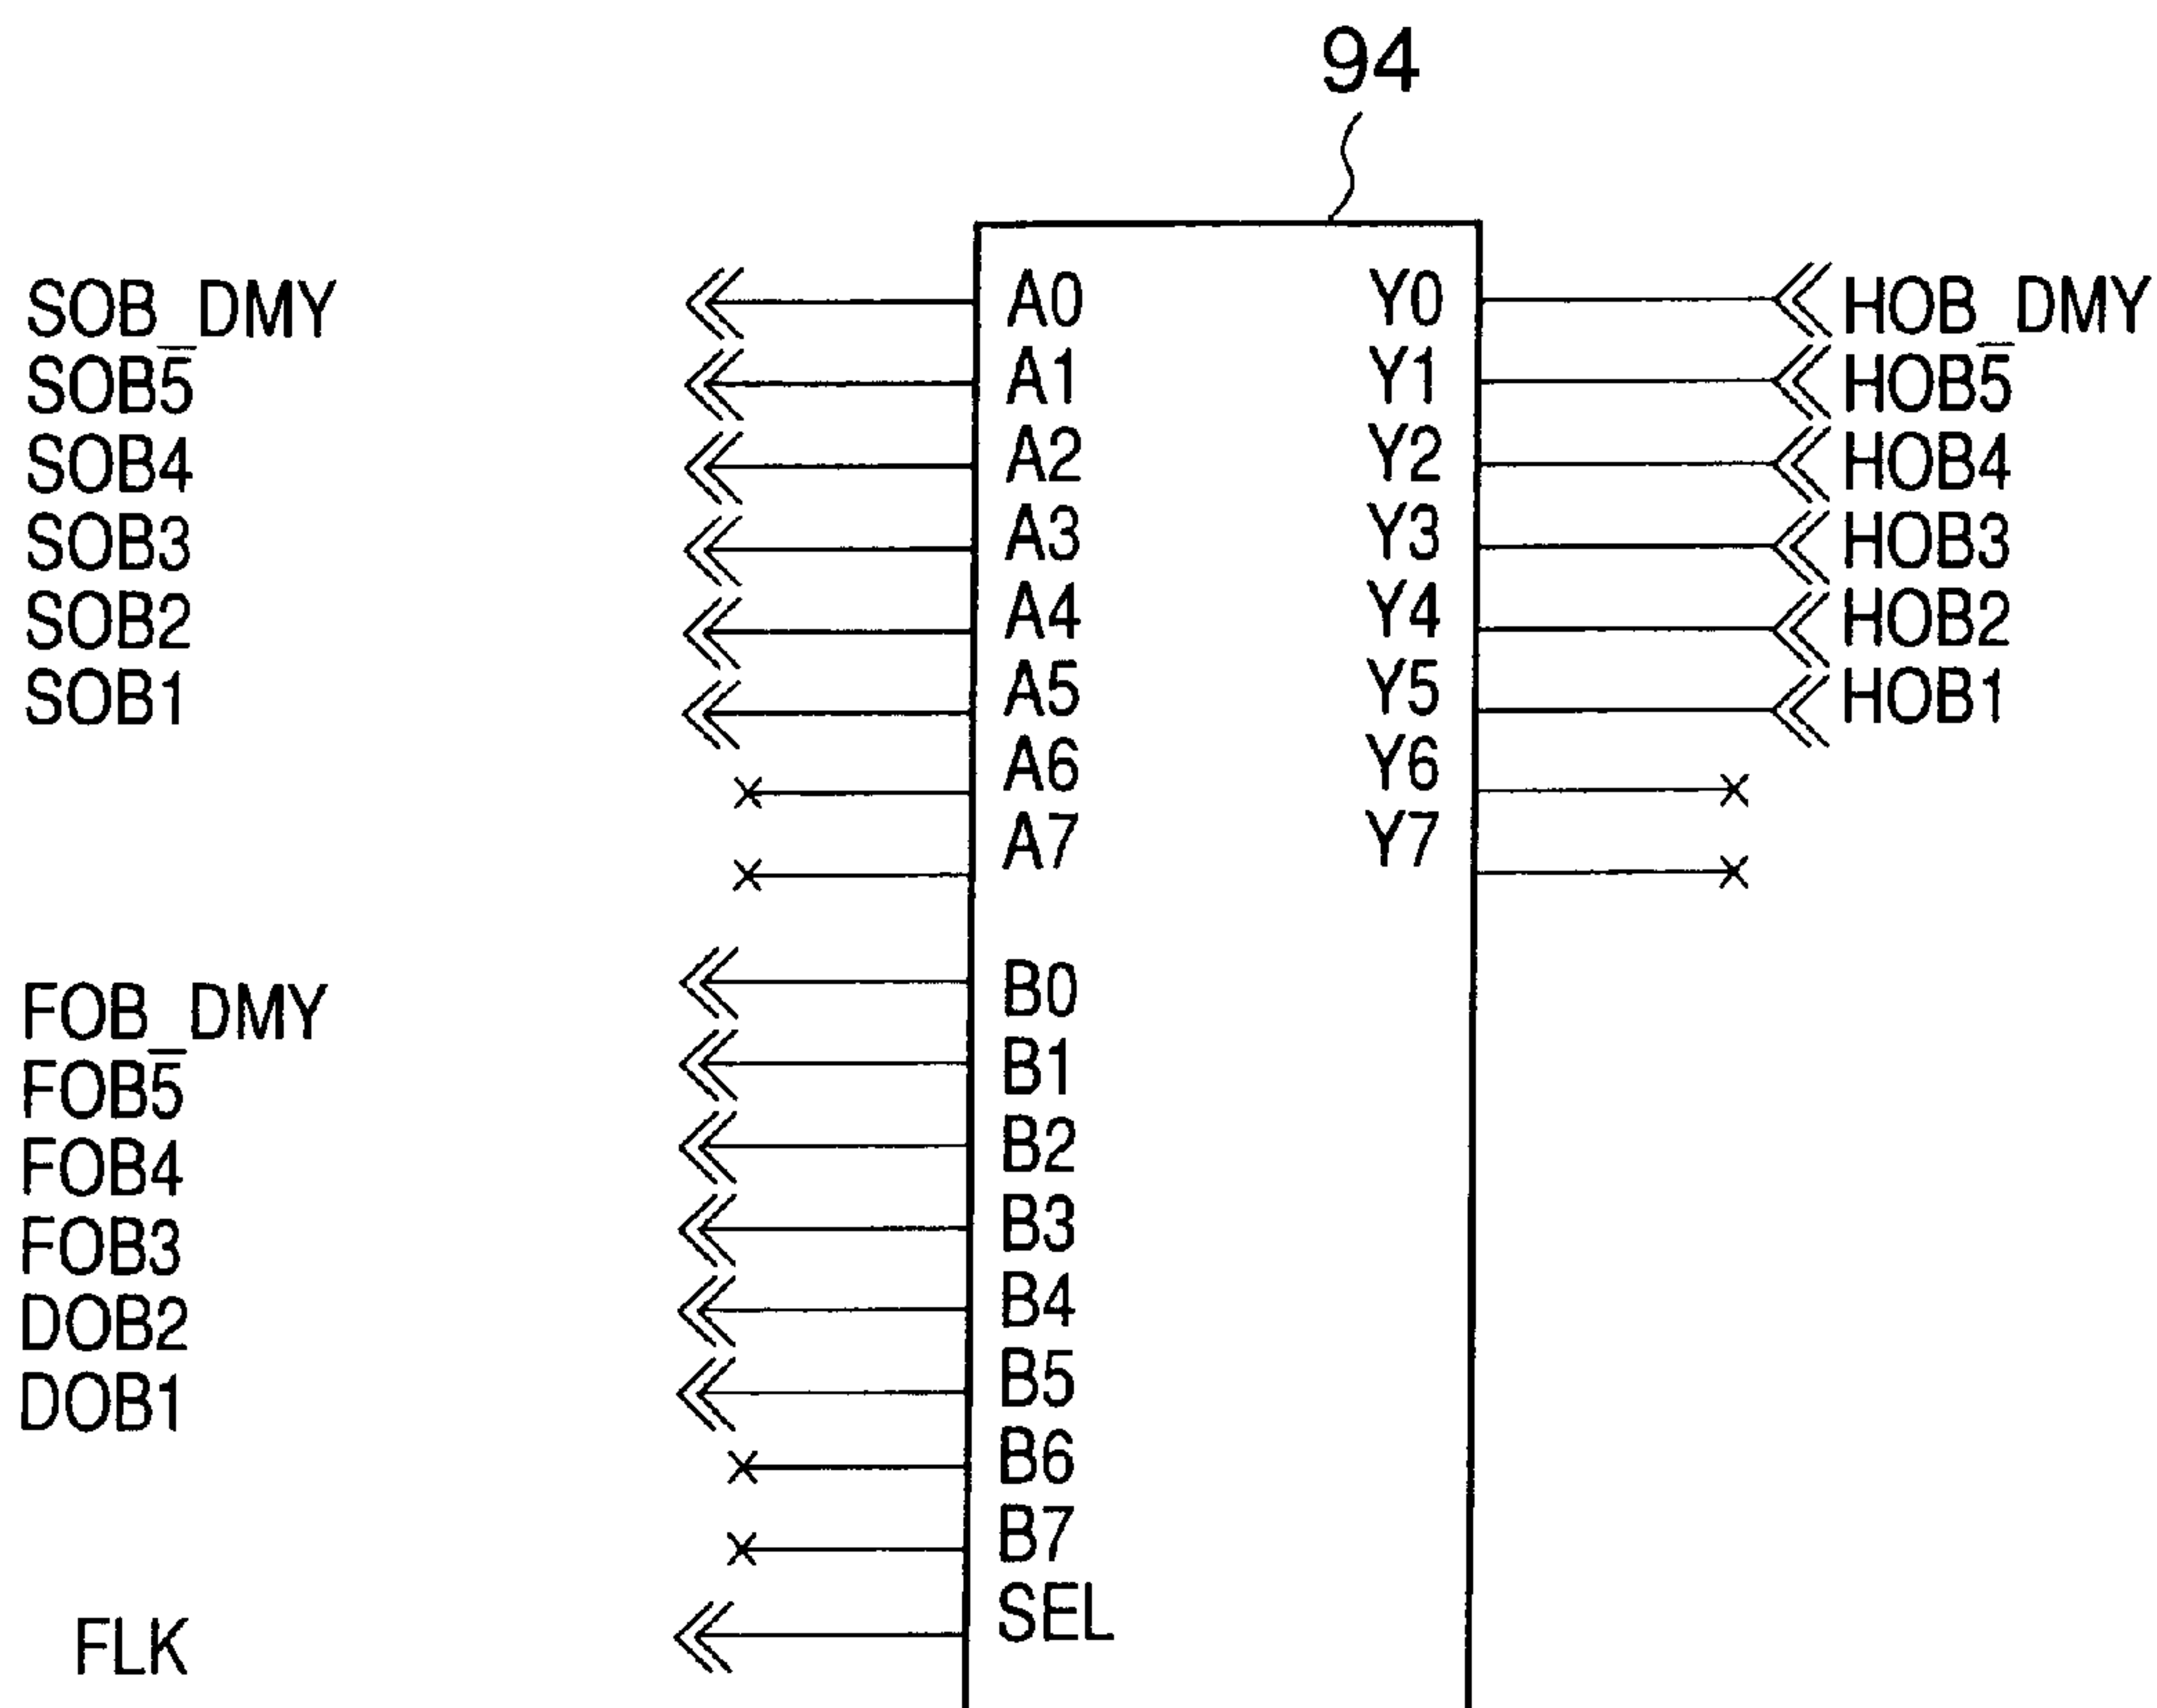 94
SOB_DMY A0 Y0 HOB_DMY
SOB5 A1 Y1 HOB5
SOB4 A2 Y2 HOB4
SOB3 A3 Y3 HOB3
SOB2 A4 Y4 HOB2
SOB1 A5 Y5 HOB1
A6 Y6
A7 Y7
FOB_DMY B0
FOB5 B1
FOB4 B2
FOB3 B3
DOB2 B4
DOB1 B5
B6
B7
FLK SEL